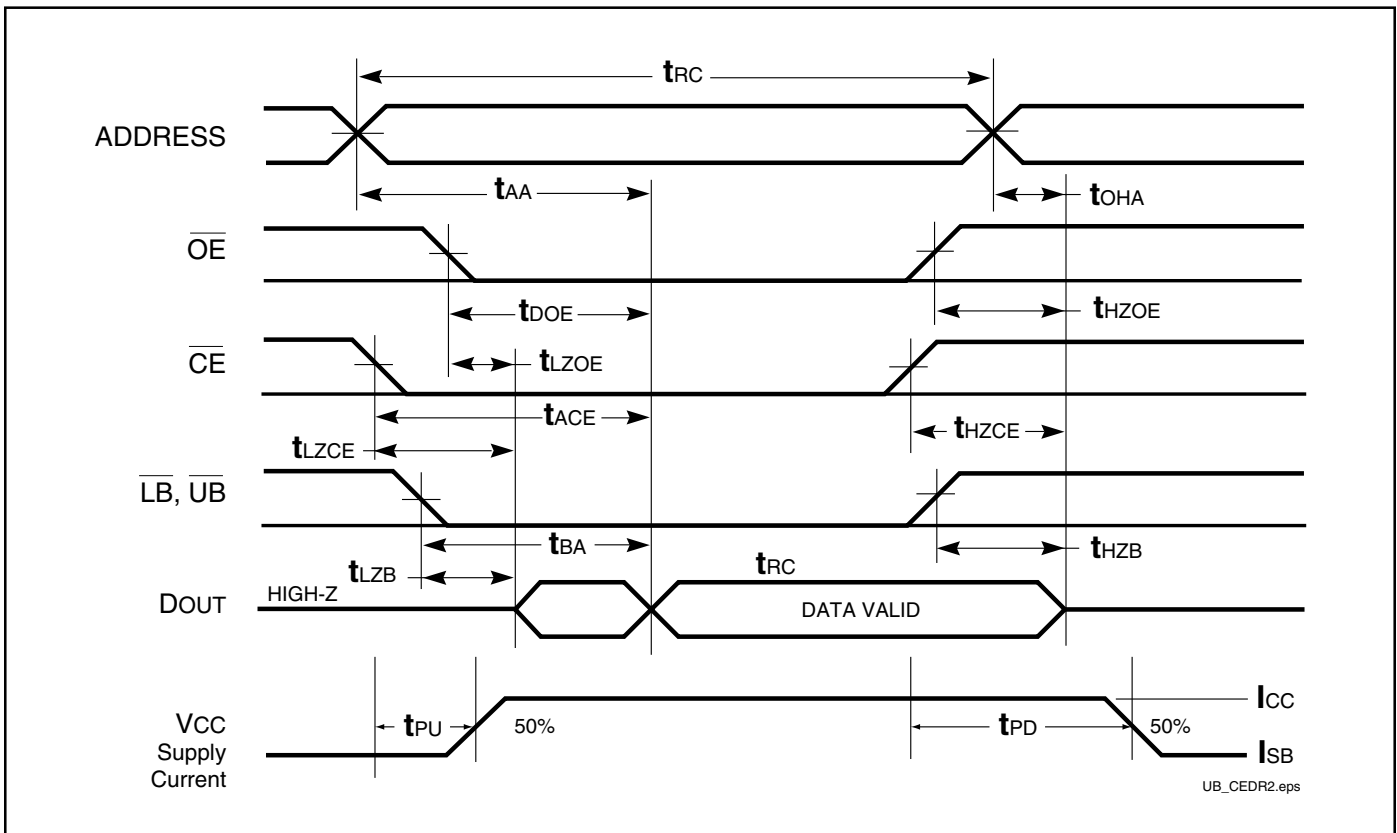 tRC
ADDRESS
tAA
tOHA
OE
tDOE
tHZOE
CE
tLZOE
tACE
tHZCE
tLZCE
LB, UB
tBA
tHZB
tLZB
tRC
DOUT
HIGH-Z
DATA VALID
ICC
VCC
Supply
Current
tPU
50%
tPD
50%
ISB
UB_CEDR2.eps